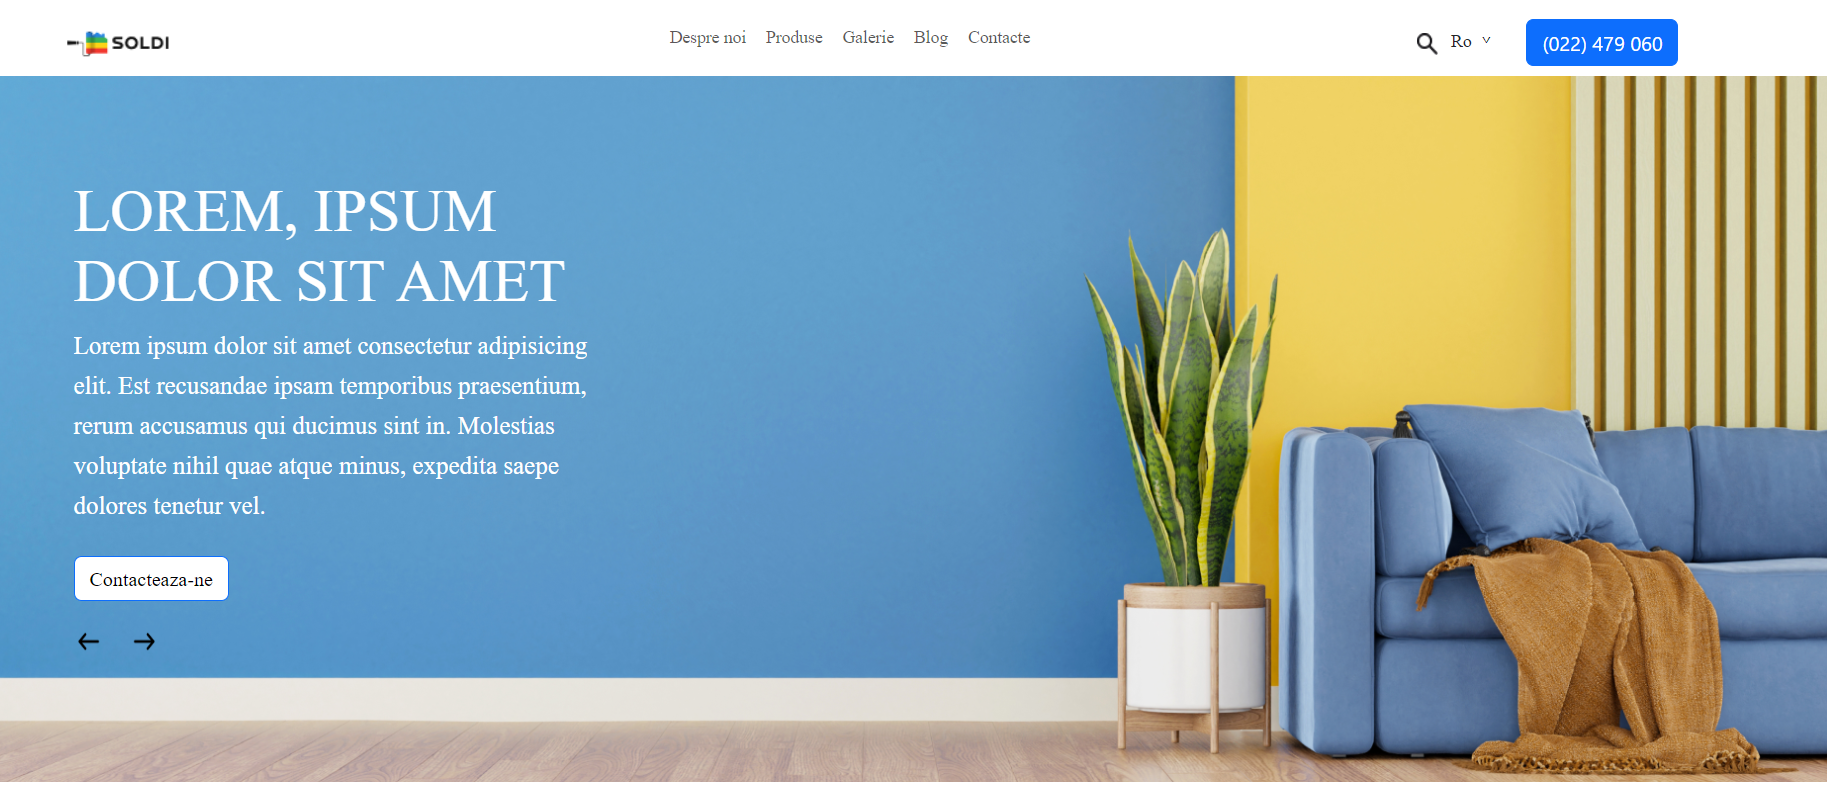 SOLDI
Despre noi Produse Galerie Blog Contacte
Ro
(022) 479 060
LOREM, IPSUM
DOLOR SIT AMET
Lorem ipsum dolor sit amet consectetur adipisicing
elit. Est recusandae ipsam temporibus praesentium,
rerum accusamus qui ducimus sint in. Molestias
voluptate nihil quae atque minus, expedita saepe
dolores tenetur vel.
Contacteaza-ne